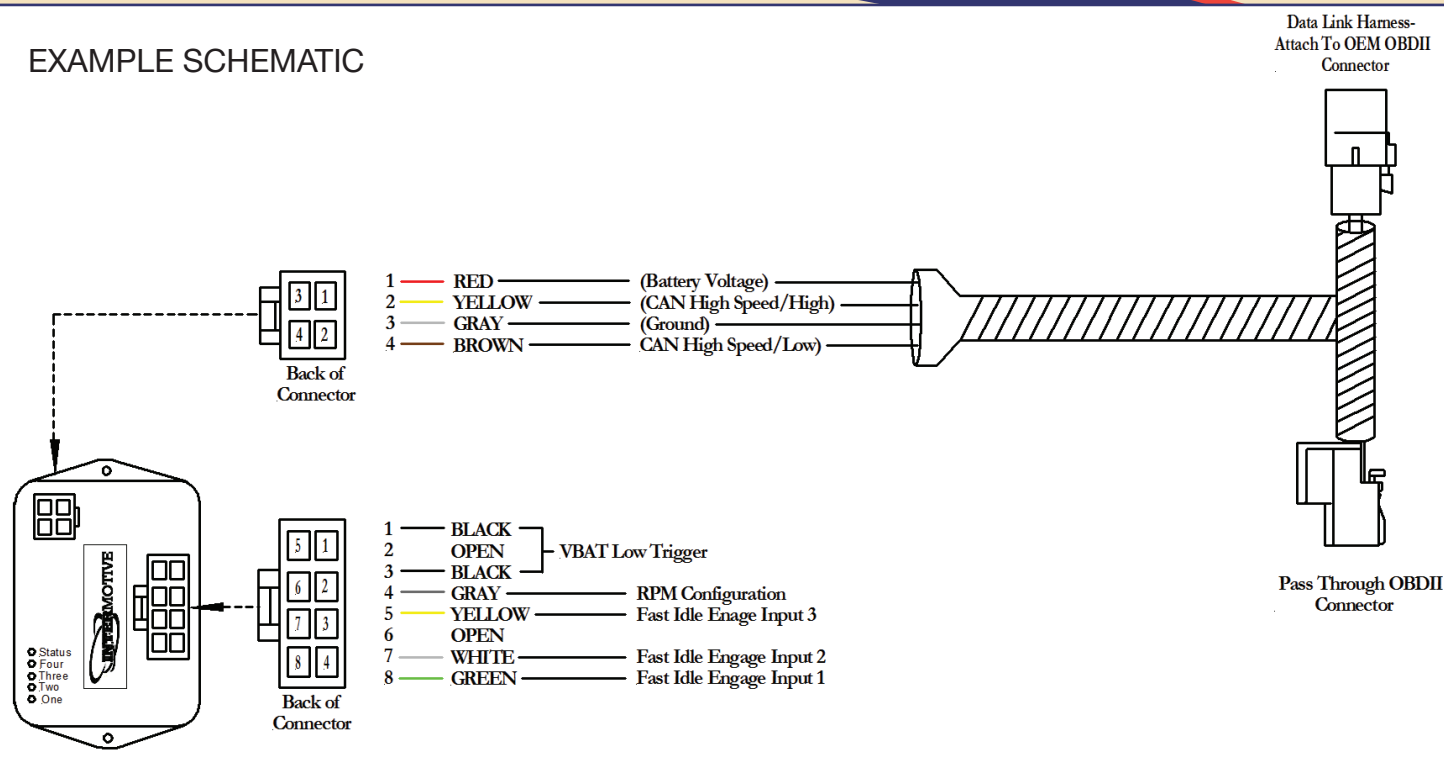 EXAMPLE SCHEMATIC
Data Link Harness-
Attach To OEM OBDII
Connector
3 1
4 2
Back of
Connector
1 RED (Battery Voltage)
2 YELLOW (CAN High Speed/High)
3 GRAY (Ground)
4 BROWN CAN High Speed/Low)
INTERMOTIVE
Status
Four
Three
Two
One
5 1
6 2
7 3
8 4
Back of
Connector
1 BLACK
2 OPEN
VBAT Low Trigger
3 BLACK
4 GRAY RPM Configuration
5 YELLOW Fast Idle Enage Input 3
6 OPEN
7 WHITE Fast Idle Engage Input 2
8 GREEN Fast Idle Engage Input 1
Pass Through OBDII
Connector